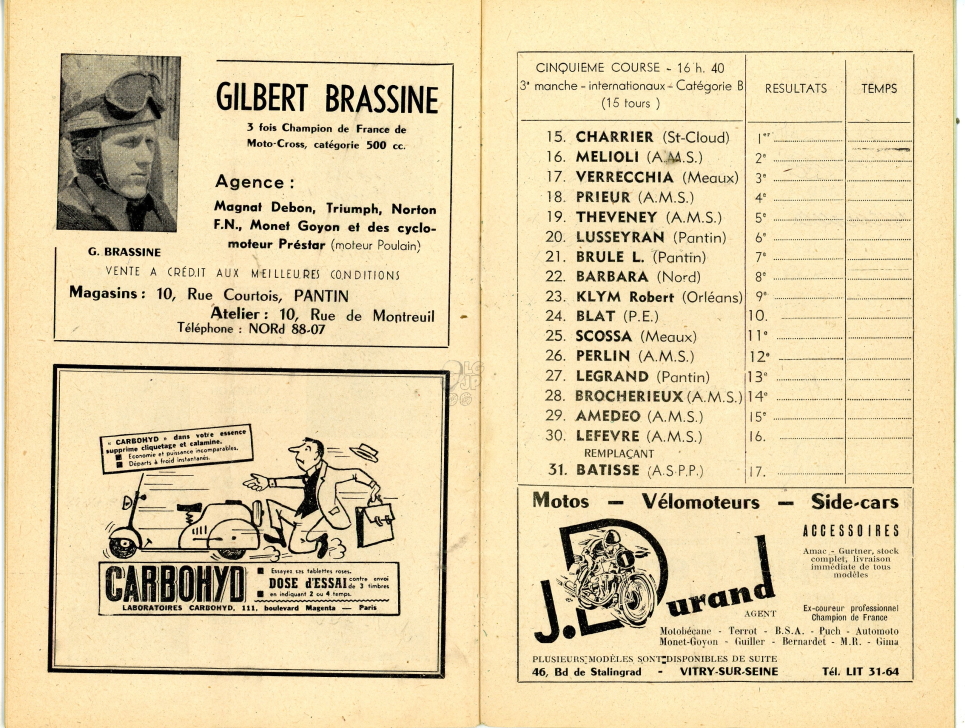 GILBERT BRASSINE
3 fois Champion de France de
Moto-Cross, catégorie 500 cc.
Agence :
Magnat Debon, Triumph, Norton
F.N., Monet Goyon et des cyclo-
moteur Préstar (moteur Poulain)
G. BRASSINE
VENTE A CRÉDIT AUX MEILLEURES CONDITIONS
Magasins : 10, Rue Courtois, PANTIN
Atelier : 10, Rue de Montreuil
Téléphone : NORd 88-07
« CARBOHYD » dans votre essence
supprime cliquetage et calamine.
■ Economie et puissance incomparables.
■ Départs à froid instantanés.
CARBOHYD
■ Essayez ces tablettes roses.
DOSE d'ESSAI contre envoi de 3 timbres
■ en indiquant 2 ou 4 temps.
LABORATOIRES CARBOHYD, 111, boulevard Magenta — Paris
CINQUIEME COURSE - 16 h. 40
3e manche - internationaux - Catégorie B
(15 tours )
RESULTATS
TEMPS
15. CHARRIER (St-Cloud) 1er
16. MELIOLI (A.M.S.) 2e
17. VERRECCHIA (Meaux) 3e
18. PRIEUR (A.M.S.) 4e
19. THEVENEY (A.M.S.) 5e
20. LUSSEYRAN (Pantin) 6e
21. BRULE L. (Pantin) 7e
22. BARBARA (Nord) 8e
23. KLYM Robert (Orléans) 9e
24. BLAT (P.E.) 10.
25. SCOSSA (Meaux) 11e
26. PERLIN (A.M.S.) 12e
27. LEGRAND (Pantin) 13e
28. BROCHERIEUX (A.M.S.) 14e
29. AMEDEO (A.M.S.) 15e
30. LEFEVRE (A.M.S.) 16.
REMPLAÇANT
31. BATISSE (A.S.P.P.) 17.
Motos — Vélomoteurs — Side-cars
J. Durand
AGENT
ACCESSOIRES
Amac - Gurtner, stock
complet, livraison
immédiate de tous
modèles
Ex-coureur professionnel
Champion de France
Motobécane - Terrot - B.S.A. - Puch - Automoto
Monet-Goyon - Guiller - Bernardet - M.R. - Gima
PLUSIEURS MODÈLES SONT DISPONIBLES DE SUITE
46, Bd de Stalingrad - VITRY-SUR-SEINE Tél. LIT 31-64